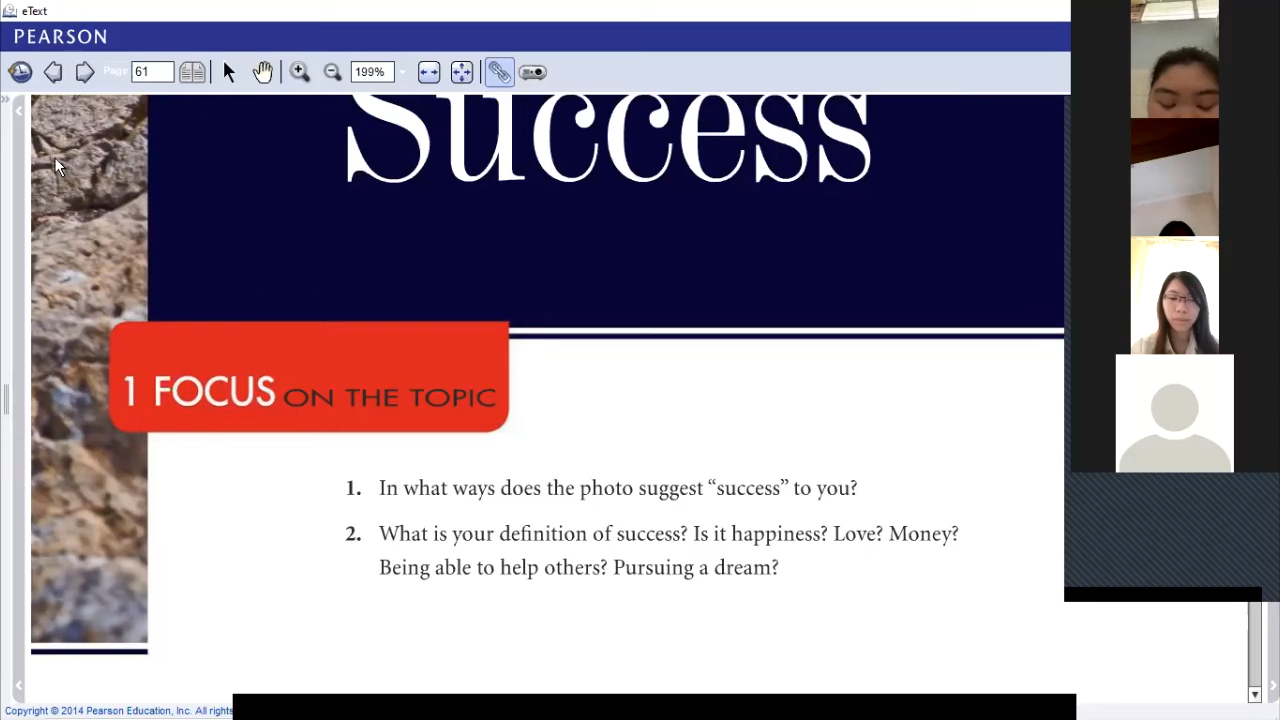 eText
PEARSON
Page 61
199%
Success
1 FOCUS ON THE TOPIC
1. In what ways does the photo suggest “success” to you?
2. What is your definition of success? Is it happiness? Love? Money?
Being able to help others? Pursuing a dream?
Copyright © 2014 Pearson Education, Inc. All rights